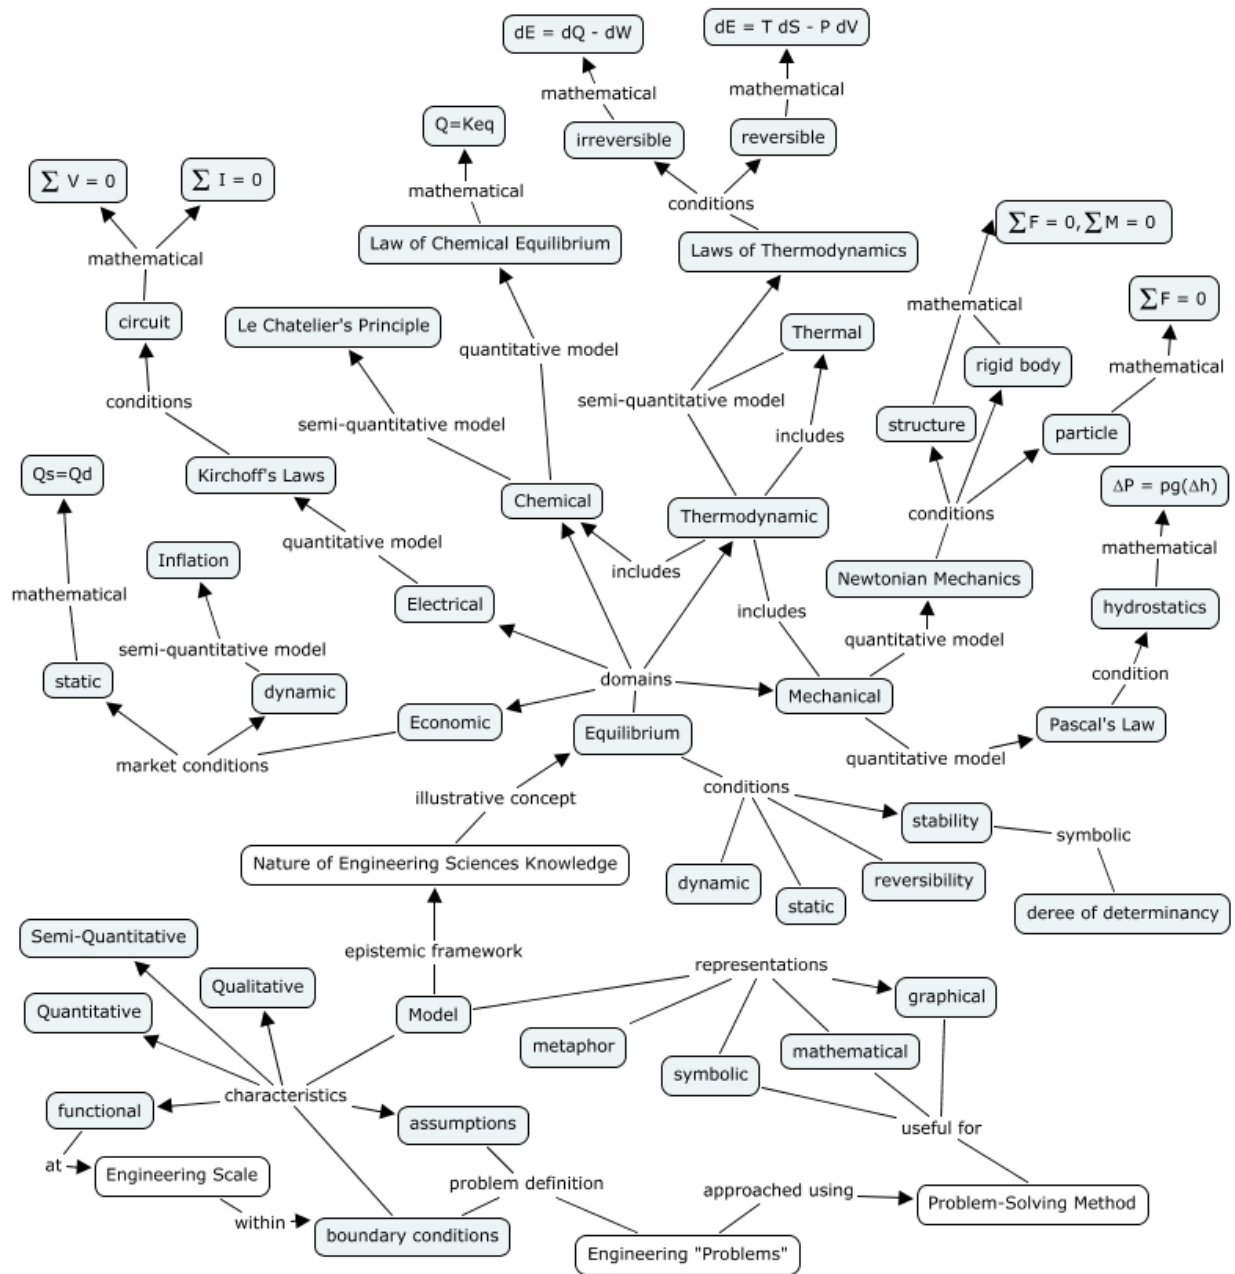 dE = dQ - dW
dE = T dS - P dV
mathematical
mathematical
Q=Keq
irreversible
reversible
∑ V = 0
∑ I = 0
mathematical
conditions
Law of Chemical Equilibrium
Laws of Thermodynamics
∑F = 0, ∑M = 0
mathematical
circuit
Le Chatelier's Principle
Thermal
mathematical
∑F = 0
quantitative model
rigid body
mathematical
conditions
semi-quantitative model
semi-quantitative model
includes
structure
particle
Qs=Qd
Kirchoff's Laws
Chemical
Thermodynamic
conditions
ΔP = pg(Δh)
quantitative model
Inflation
includes
Newtonian Mechanics
mathematical
mathematical
Electrical
includes
hydrostatics
semi-quantitative model
quantitative model
static
dynamic
domains
Mechanical
condition
Economic
Equilibrium
Pascal's Law
market conditions
quantitative model
illustrative concept
conditions
stability
symbolic
Nature of Engineering Sciences Knowledge
dynamic
static
reversibility
deree of determinancy
Semi-Quantitative
epistemic framework
representations
Qualitative
graphical
Quantitative
Model
metaphor
mathematical
symbolic
characteristics
functional
assumptions
useful for
at
Engineering Scale
problem definition
approached using
Problem-Solving Method
within
boundary conditions
Engineering "Problems"